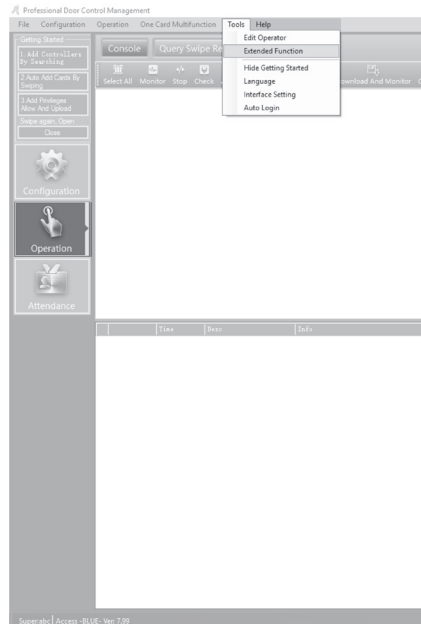 Professional Door Control Management
File Configuration Operation One Card Multifunction Tools Help
Getting Started
1.Add Controllers By Searching
2.Auto Add Cards By Swiping
3.Add Privileges Allow And Upload
Swipe again. Open
Close
Configuration
Operation
Attendance
Console Query Swipe Re
Select All Monitor Stop Check
ownload And Monitor
Edit Operator
Extended Function
Hide Getting Started
Language
Interface Setting
Auto Login
Time Desc Info
Super:abc Access -BLUE- Ver: 7.99